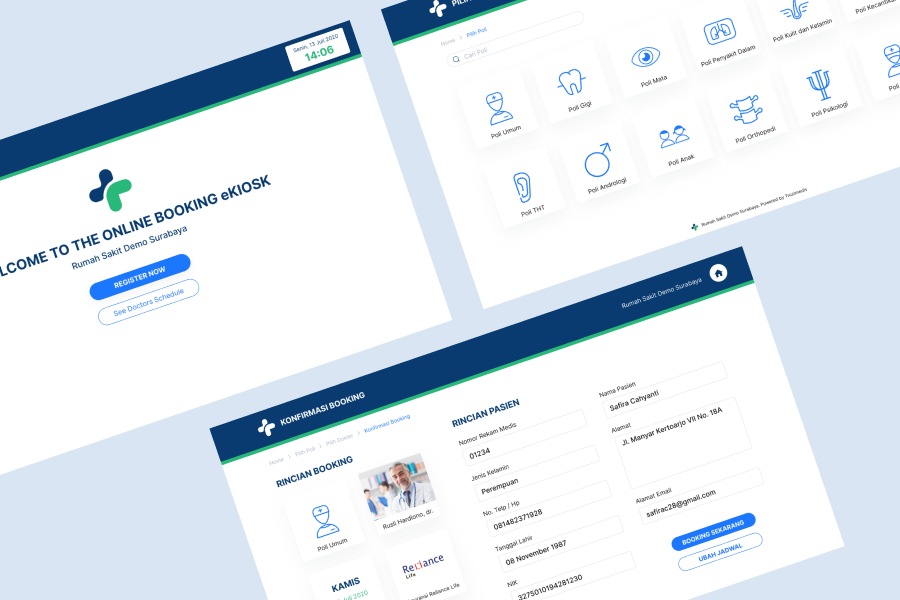 Senin, 13 Juli 2020
14:06
WELCOME TO THE ONLINE BOOKING eKIOSK
Rumah Sakit Demo Surabaya
REGISTER NOW
See Doctors Schedule
Home > Pilih Poli
Cari Poli
Poli Umum
Poli Gigi
Poli Mata
Poli Penyakit Dalam
Poli Kulit dan Kelamin
Poli Kecantikan
Poli THT
Poli Andrologi
Poli Anak
Poli Orthopedi
Poli Psikologi
Poli
Rumah Sakit Demo Surabaya. Powered by Touchmedis
KONFIRMASI BOOKING
Rumah Sakit Demo Surabaya
Home > Pilih Poli > Pilih Dokter > Konfirmasi Booking
RINCIAN BOOKING
Poli Umum
Rusli Hardiono, dr.
KAMIS
Juli 2020
Reliance
Life
Reliance Life
RINCIAN PASIEN
Nomor Rekam Medis
01234
Jenis Kelamin
Perempuan
No. Telp / Hp
081482371928
Tanggal Lahir
08 November 1987
NIK
3275010194281230
Nama Pasien
Safira Cahyanti
Alamat
Jl. Manyar Kertoarjo VII No. 18A
Alamat Email
safirac28@gmail.com
BOOKING SEKARANG
UBAH JADWAL